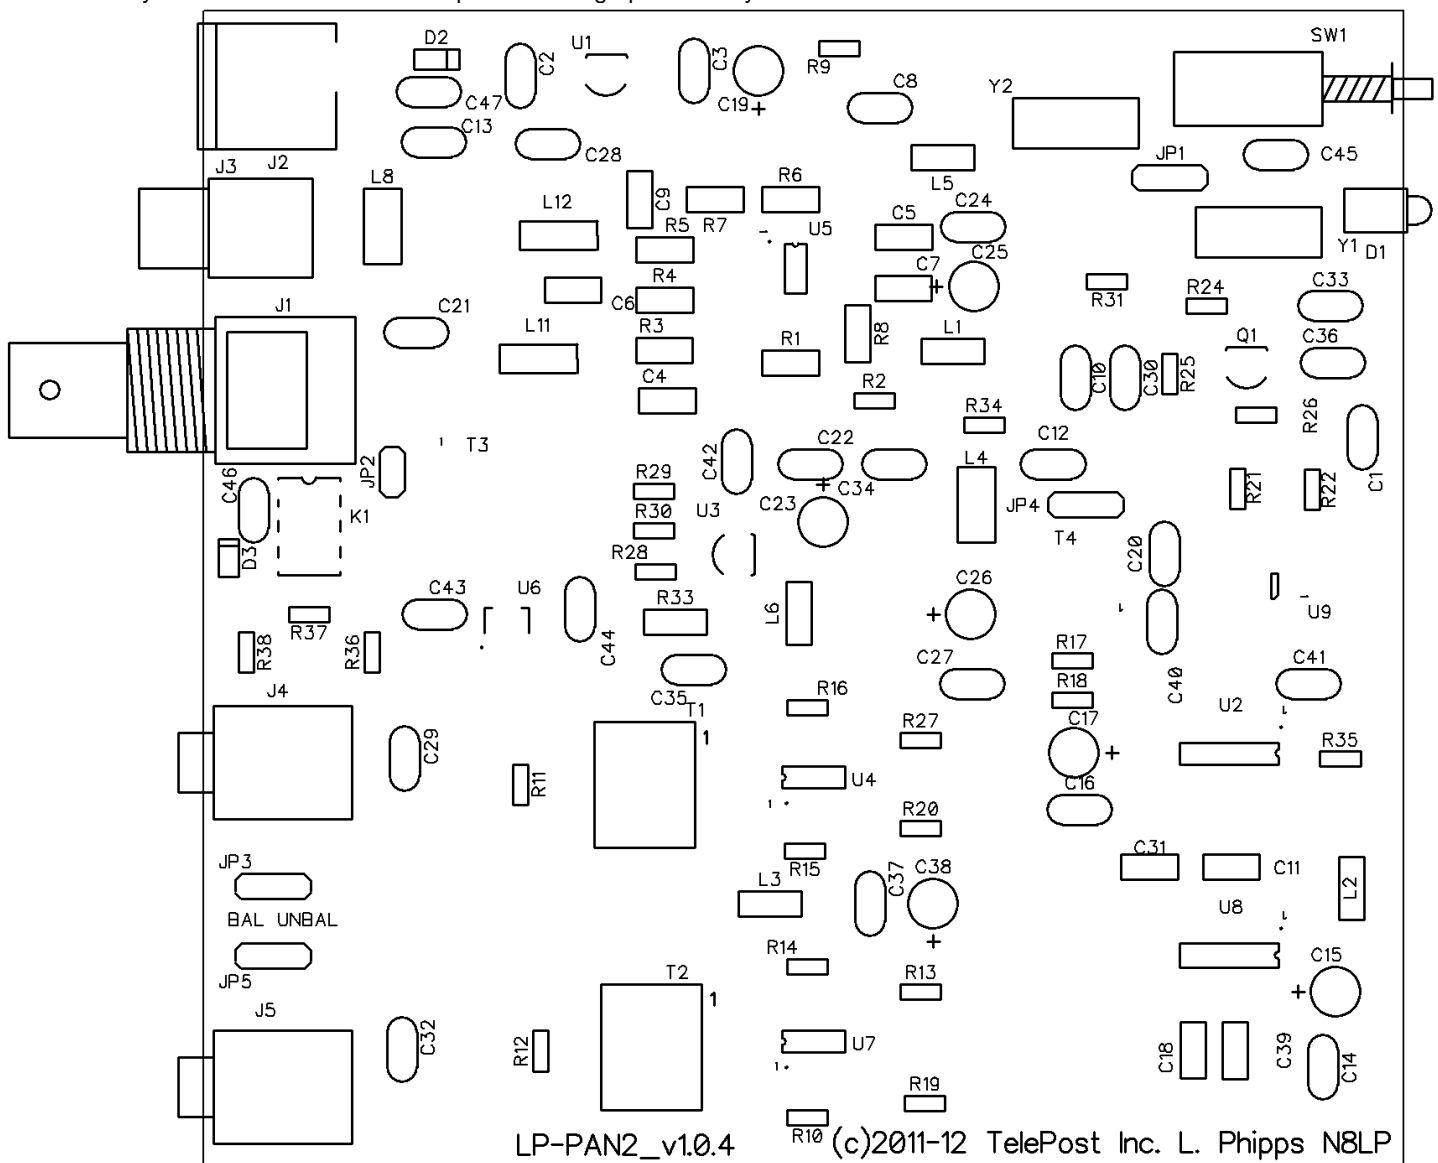 SW1
D2
U1
C2
C3
R9
C19
+
C8
Y2
C47
C13
C28
JP1
C45
J3
J2
L8
L12
C9
R5
R7
R6
U5
L5
C24
C5
C25
Y1
D1
R4
C6
C7
+
R31
R24
C33
J1
C21
L11
R3
R1
R8
L1
Q1
C36
C4
R2
C10
C30
R25
R26
T3
JP2
C46
K1
D3
C42
C22
R34
C12
C1
R29
R30
R28
U3
C23
+
C34
L4
JP4
T4
R21
R22
C20
C43
U6
C44
R33
L6
C26
+
1
U9
R38
R37
R36
C35
C27
R17
R18
C40
C41
J4
T1
1
R16
R27
C17
+
U2
1
R35
C29
R11
U4
1
C16
R20
R15
JP3
BAL UNBAL
JP5
L3
C37
C38
+
C31
C11
U8
1
L2
R14
R13
C15
+
T2
1
J5
C32
R12
U7
1
C18
C39
C14
R19
R10
LP-PAN2_v1.0.4
(c)2011-12 TelePost Inc. L. Phipps N8LP